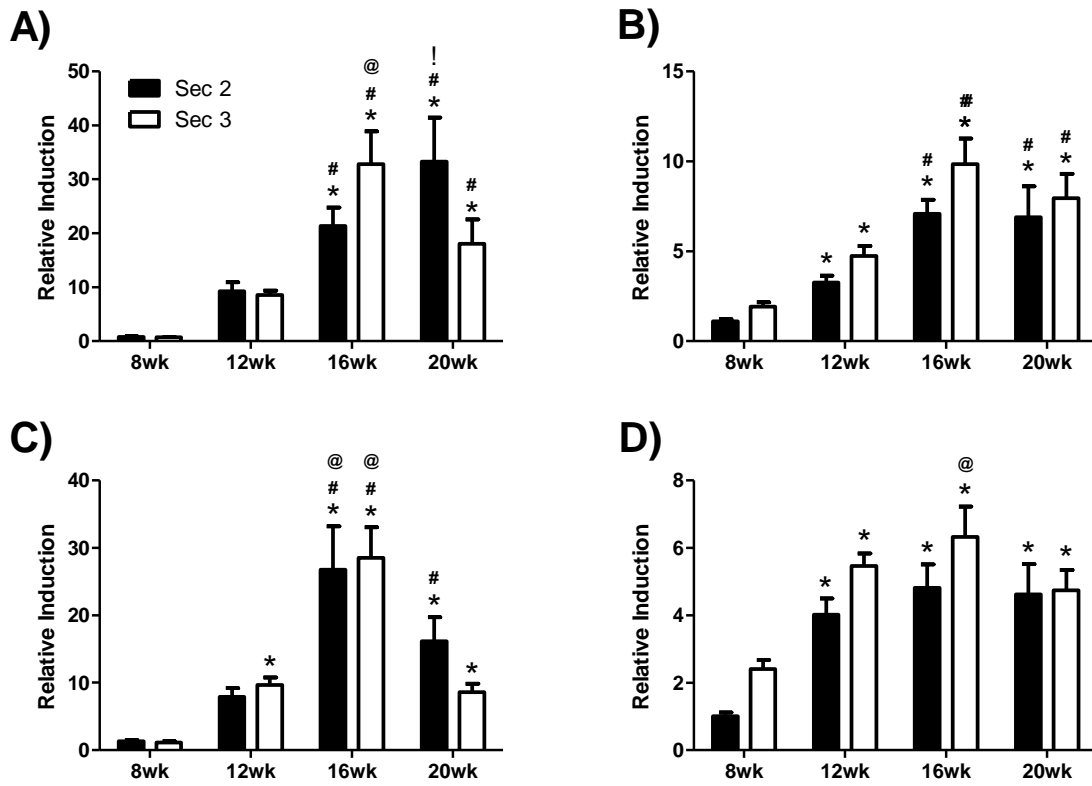 A)
B)
50
40
30
20
10
0
Relative Induction
Sec 2
Sec 3
# *
@ # *
! # *
# *
8wk 12wk 16wk 20wk
15
10
5
0
Relative Induction
*
*
# *
# *
# *
# *
8wk 12wk 16wk 20wk
C)
D)
40
30
20
10
0
Relative Induction
*
@ # *
@ # *
# *
*
8wk 12wk 16wk 20wk
8
6
4
2
0
Relative Induction
*
*
*
@ *
*
*
8wk 12wk 16wk 20wk